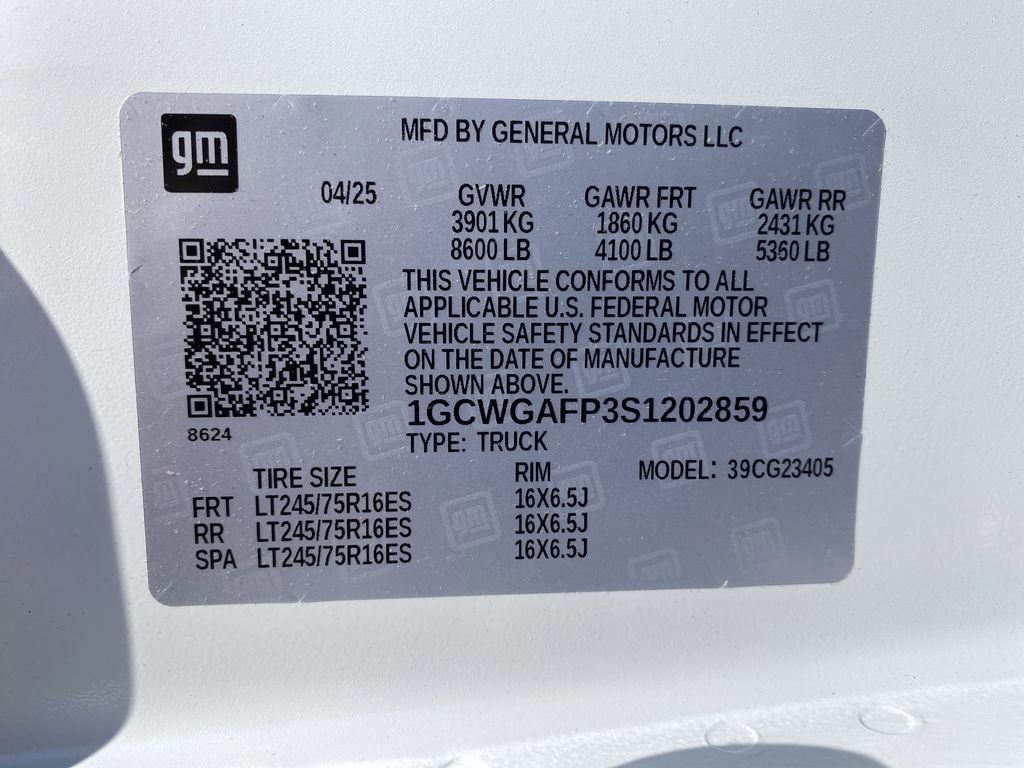 gm
MFD BY GENERAL MOTORS LLC
04/25 GVWR GAWR FRT GAWR RR
3901 KG 1860 KG 2431 KG
8600 LB 4100 LB 5360 LB
THIS VEHICLE CONFORMS TO ALL
APPLICABLE U.S. FEDERAL MOTOR
VEHICLE SAFETY STANDARDS IN EFFECT
ON THE DATE OF MANUFACTURE
SHOWN ABOVE.
1GCWGAFP3S1202859
8624
TYPE: TRUCK
TIRE SIZE RIM MODEL: 39CG23405
FRT LT245/75R16ES 16X6.5J
RR LT245/75R16ES 16X6.5J
SPA LT245/75R16ES 16X6.5J